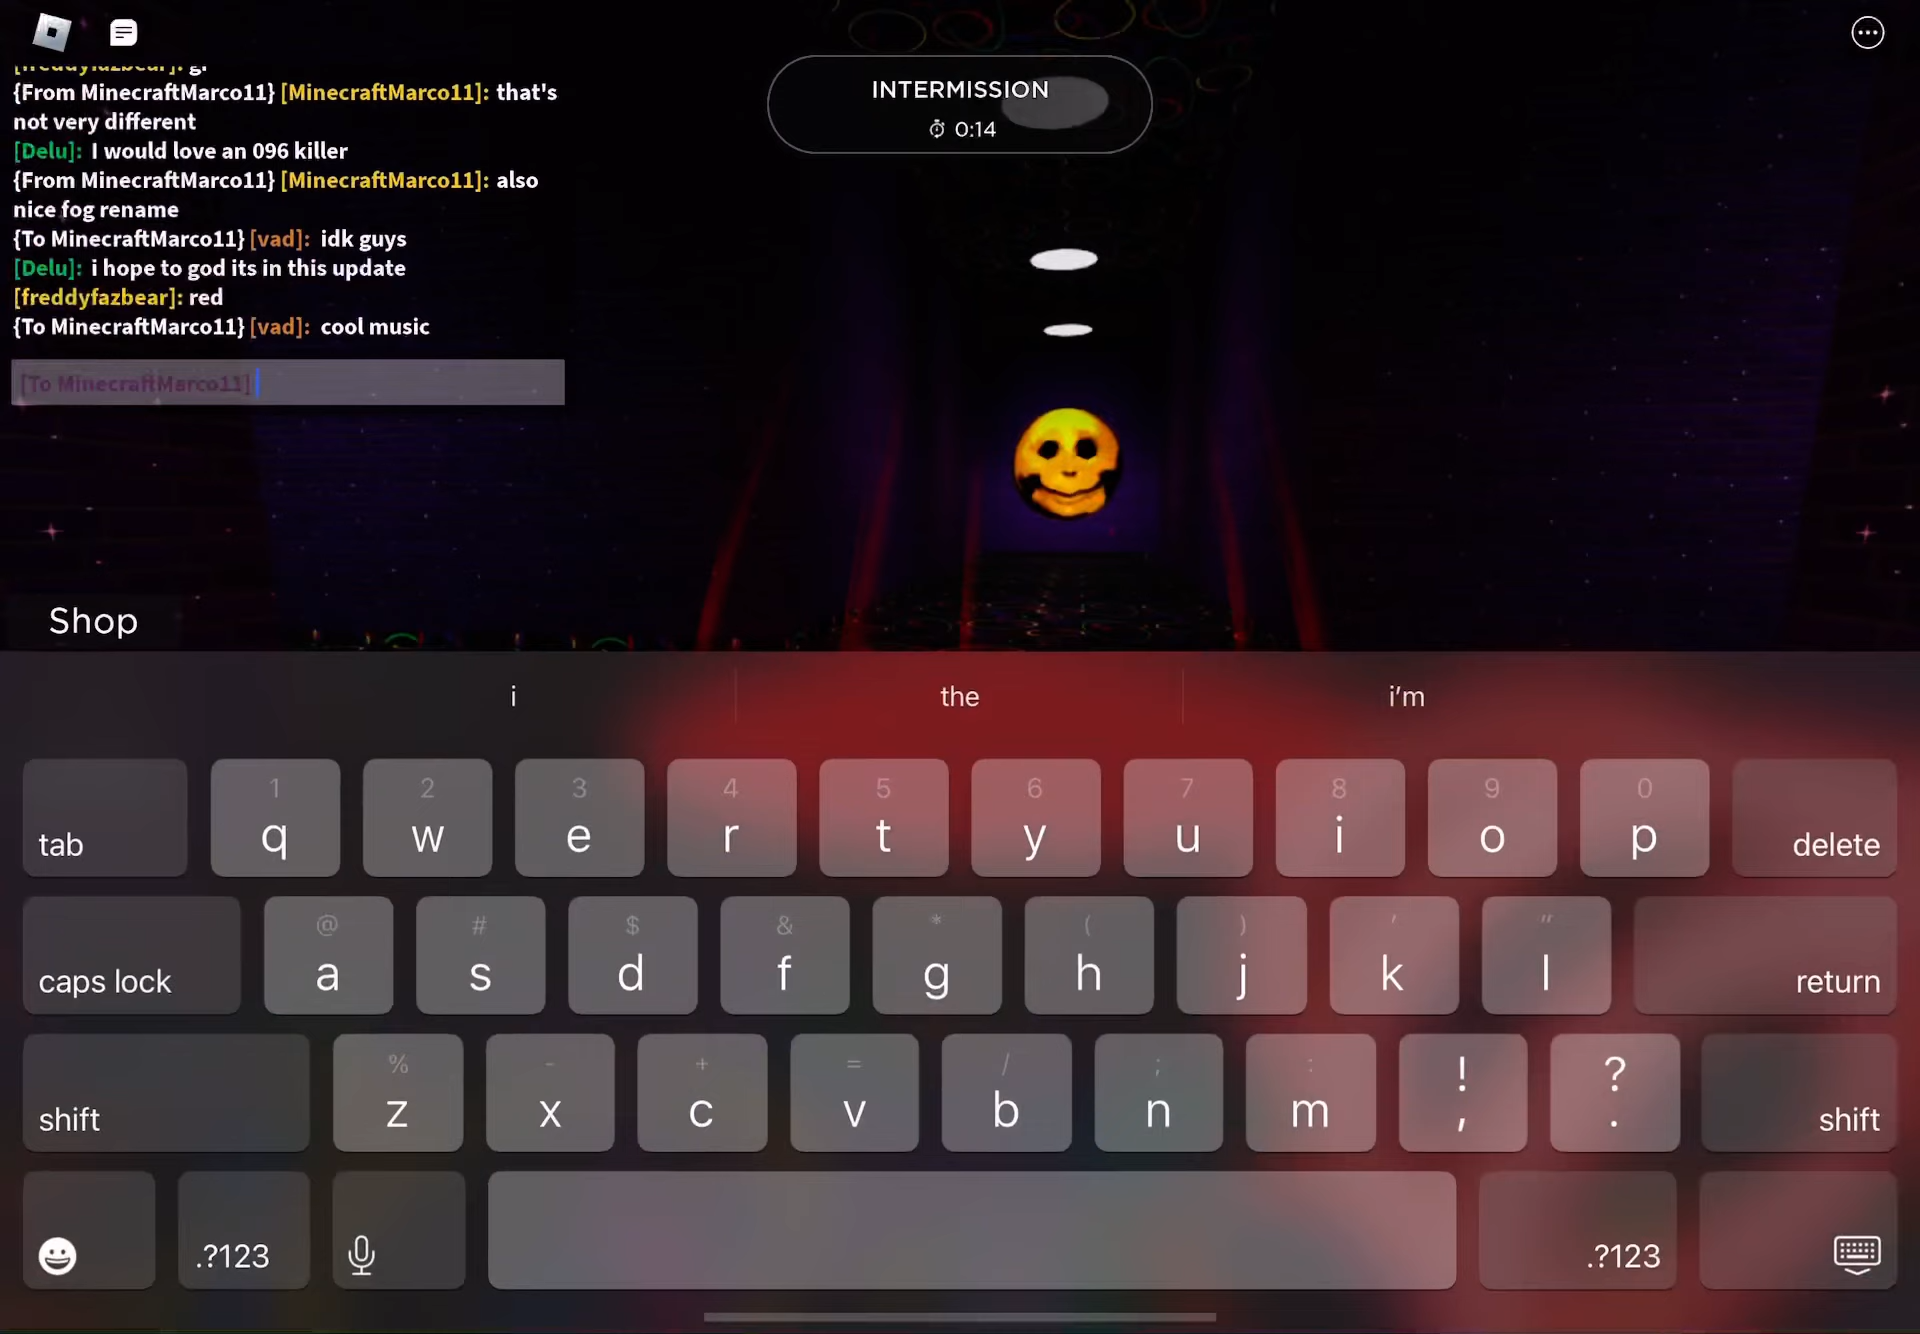 INTERMISSION
0:14
{From MinecraftMarco11} [MinecraftMarco11]: that's
not very different
[Delu]: I would love an 096 killer
{From MinecraftMarco11} [MinecraftMarco11]: also
nice fog rename
{To MinecraftMarco11} [vad]: idk guys
[Delu]: i hope to god its in this update
[freddyfazbear]: red
{To MinecraftMarco11} [vad]: cool music
[To MinecraftMarco11]
Shop
i the i'm
1 2 3 4 5 6 7 8 9 0
tab q w e r t y u i o p delete
@ # $ & * ( ) ' "
caps lock a s d f g h j k l return
% - + = / ; : ! ?
shift z x c v b n m , . shift
.?123 .?123